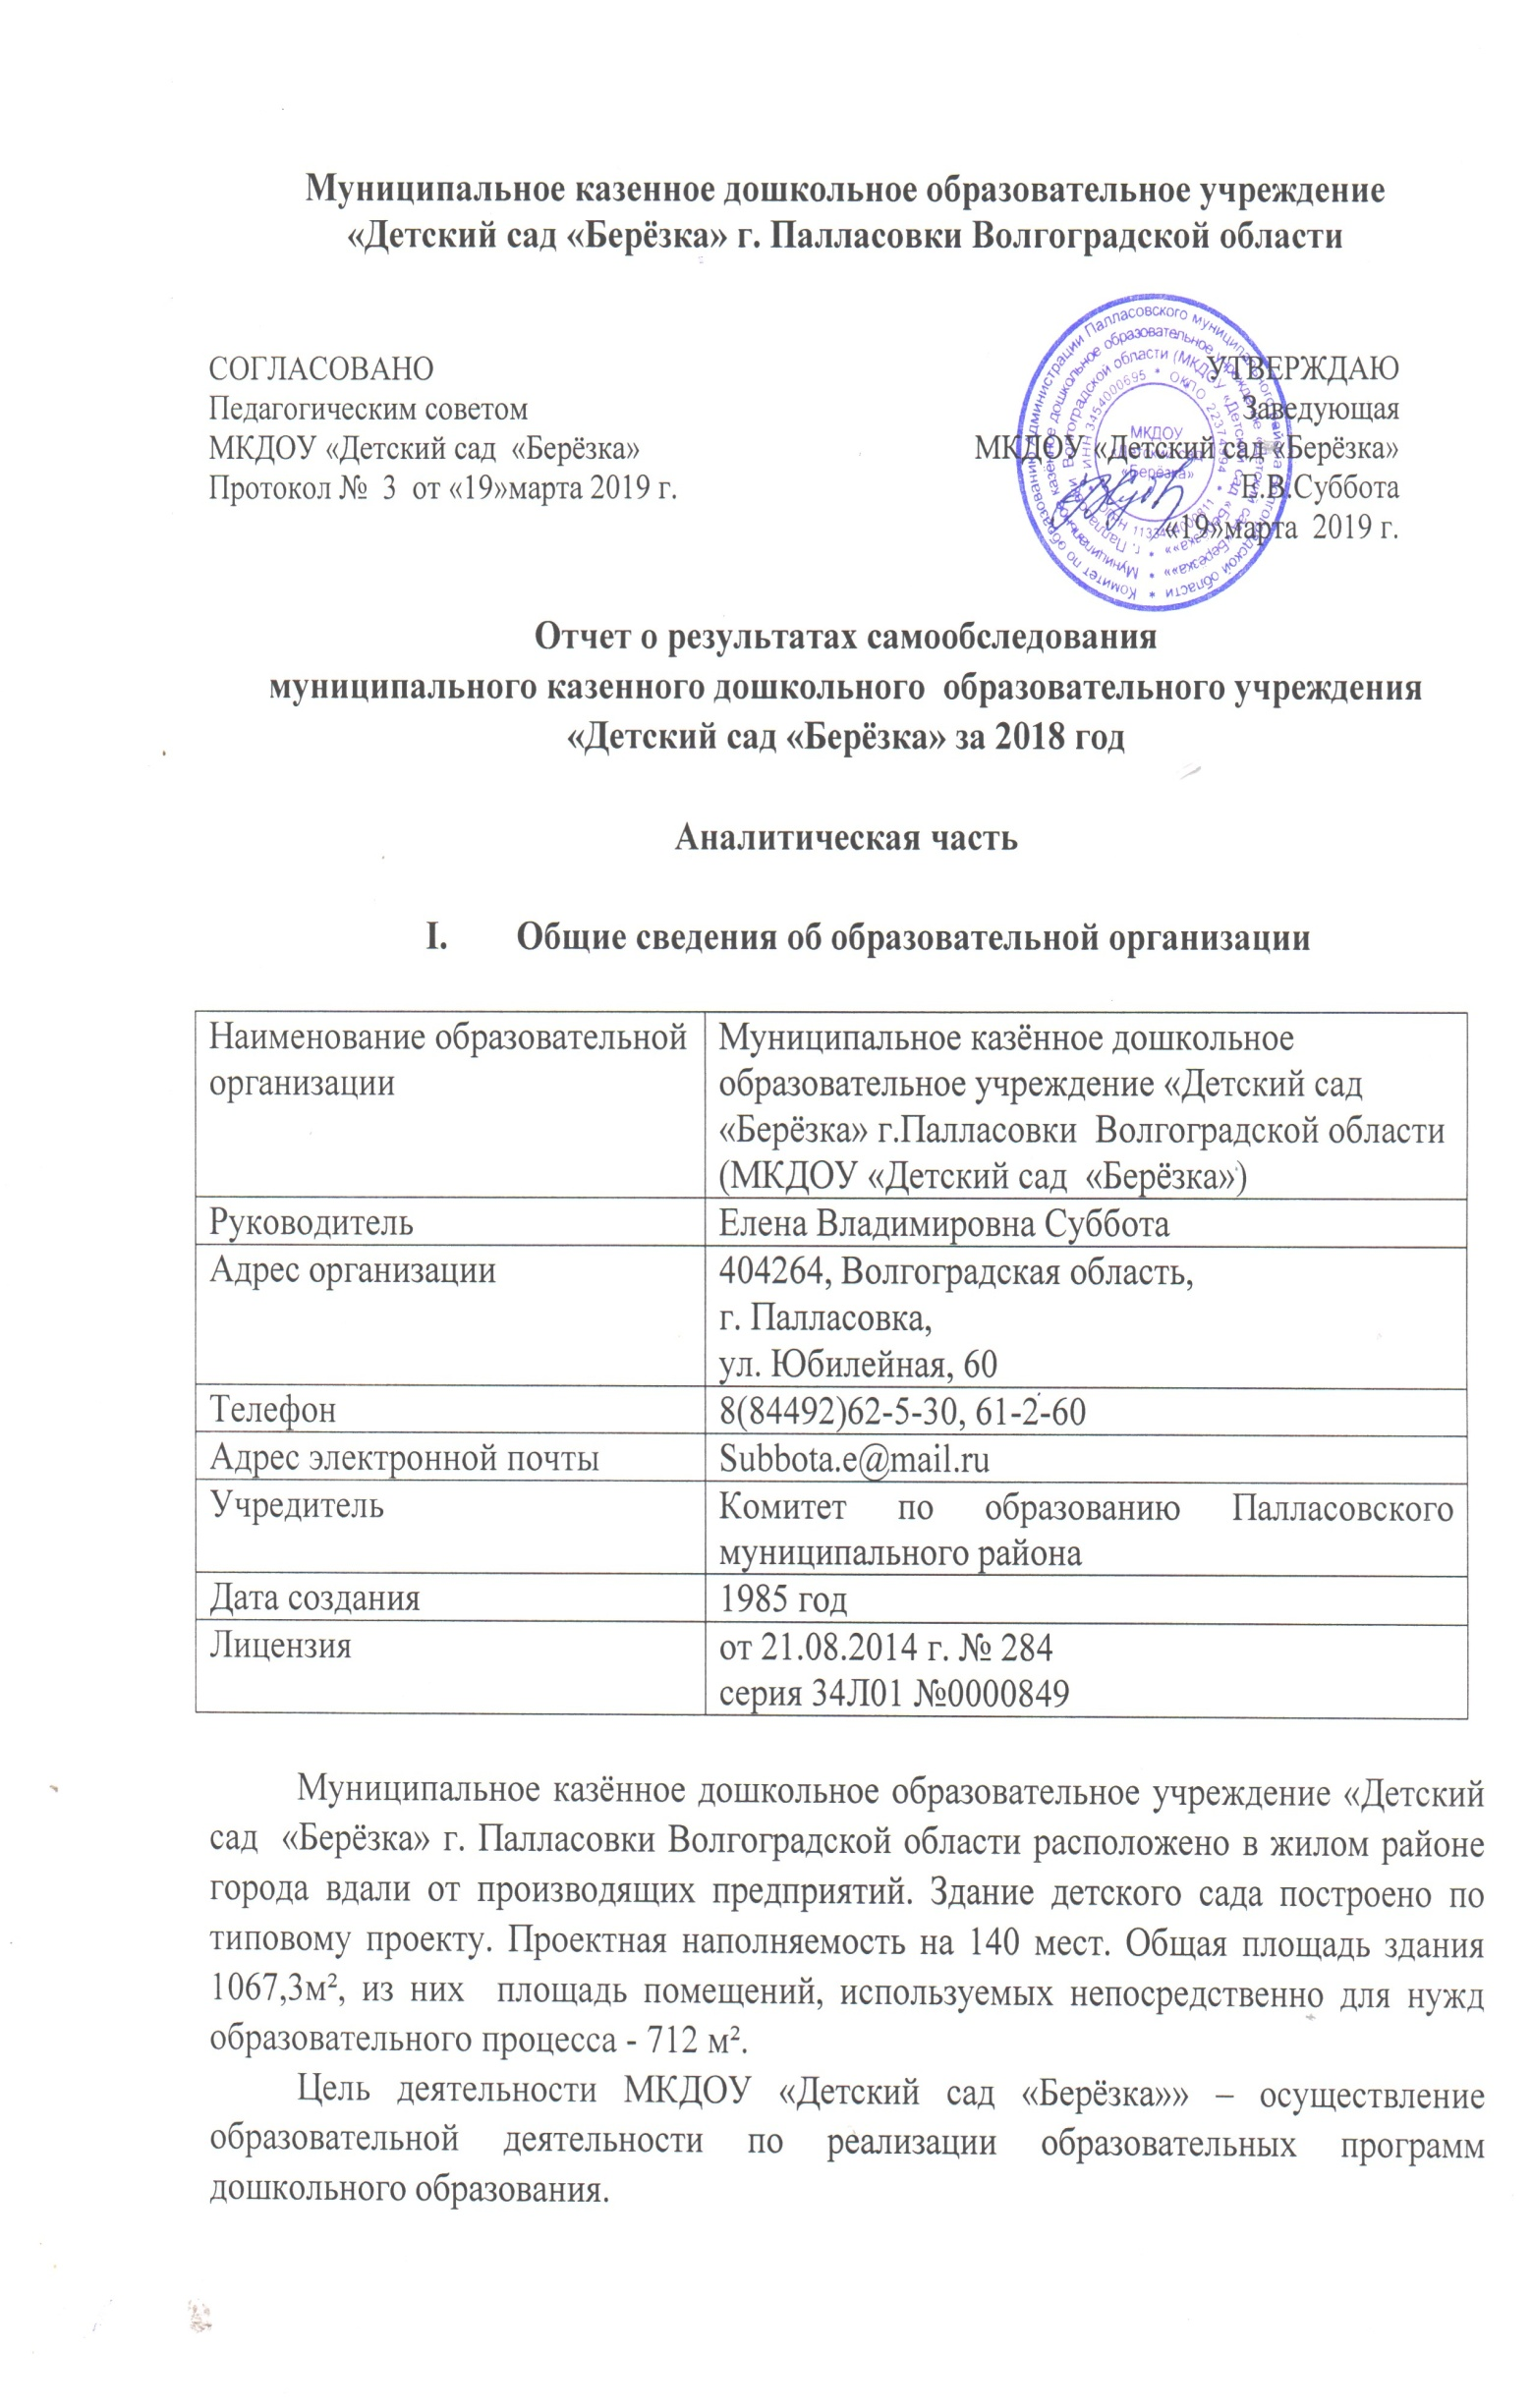 Муниципальное казенное дошкольное образовательное учреждение
«Детский сад «Берёзка» г. Палласовки Волгоградской области
СОГЛАСОВАНО
Педагогическим советом
МКДОУ «Детский сад «Берёзка»
Протокол № 3 от «19»марта 2019 г.
УТВЕРЖДАЮ
Заведующая
МКДОУ «Детский сад «Берёзка»
Е.В.Суббота
«19»марта 2019 г.
МКДОУ
«Детский сад
«Берёзка»
Отчет о результатах самообследования
муниципального казенного дошкольного образовательного учреждения
«Детский сад «Берёзка» за 2018 год
Аналитическая часть
I. Общие сведения об образовательной организации
Наименование образовательной
организации
Муниципальное казённое дошкольное
образовательное учреждение «Детский сад
«Берёзка» г.Палласовки Волгоградской области
(МКДОУ «Детский сад «Берёзка»)
Руководитель
Елена Владимировна Суббота
Адрес организации
404264, Волгоградская область,
г. Палласовка,
ул. Юбилейная, 60
Телефон
8(84492)62-5-30, 61-2-60
Адрес электронной почты
Subbota.e@mail.ru
Учредитель
Комитет по образованию Палласовского
муниципального района
Дата создания
1985 год
Лицензия
от 21.08.2014 г. № 284
серия 34Л01 №0000849
Муниципальное казённое дошкольное образовательное учреждение «Детский
сад «Берёзка» г. Палласовки Волгоградской области расположено в жилом районе
города вдали от производящих предприятий. Здание детского сада построено по
типовому проекту. Проектная наполняемость на 140 мест. Общая площадь здания
1067,3м², из них площадь помещений, используемых непосредственно для нужд
образовательного процесса - 712 м².
Цель деятельности МКДОУ «Детский сад «Берёзка»» – осуществление
образовательной деятельности по реализации образовательных программ
дошкольного образования.